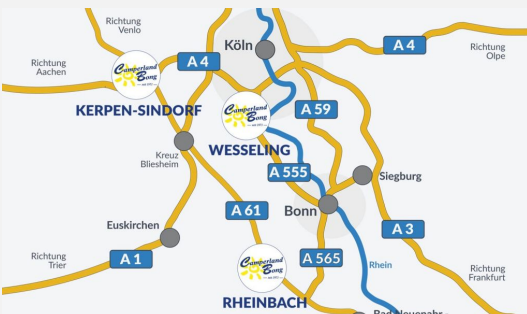 Richtung
Venlo
Köln
A 4
Richtung
Olpe
Richtung
Aachen
A 4
Camperland
Bong
KERPEN-SINDORF
Camperland
Bong
WESSELING
A 59
Kreuz
Bliesheim
A 555
Siegburg
A 61
Bonn
Euskirchen
A 3
Richtung
Trier
A 1
Camperland
Bong
A 565
Rhein
Richtung
Frankfurt
RHEINBACH